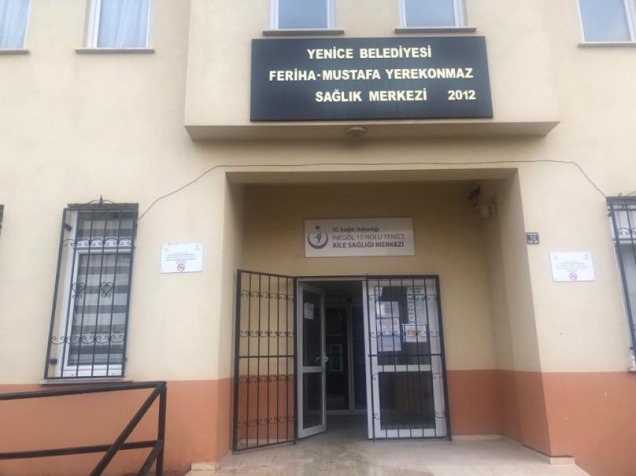 YENİCE BELEDİYESİ
FERİHA-MUSTAFA YEREKONMAZ
SAĞLIK MERKEZİ 2012
T.C. Sağlık Bakanlığı
İNEGÖL 10 NOLU YENİCE
AİLE SAĞLIĞI MERKEZİ